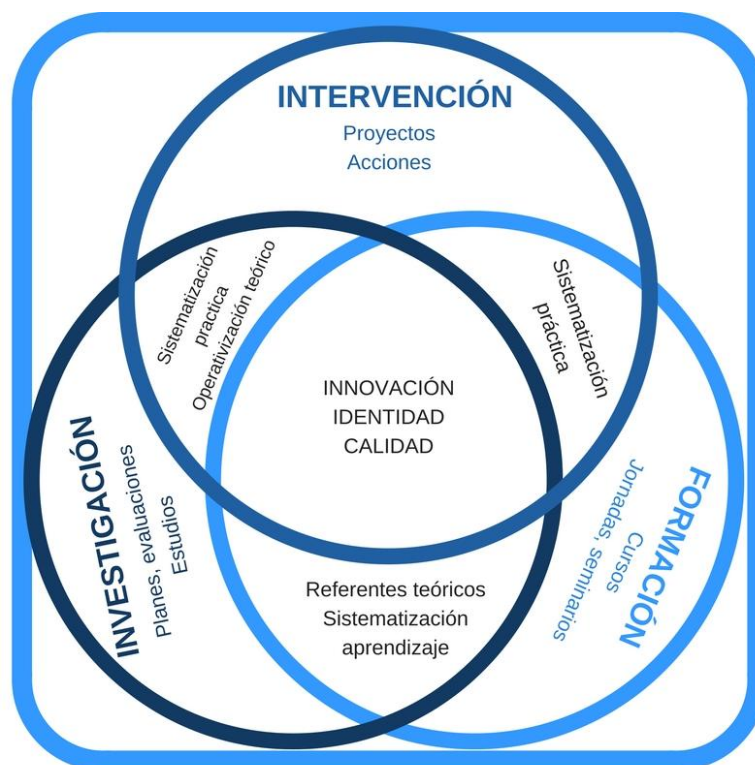 INTERVENCIÓN
Proyectos
Acciones
Sistematización
practica
Operativización teórico
Sistematización
práctica
INNOVACIÓN
IDENTIDAD
CALIDAD
INVESTIGACIÓN
Planes, evaluaciones
Estudios
FORMACIÓN
Cursos
Jornadas, seminarios
Referentes teóricos
Sistematización
aprendizaje